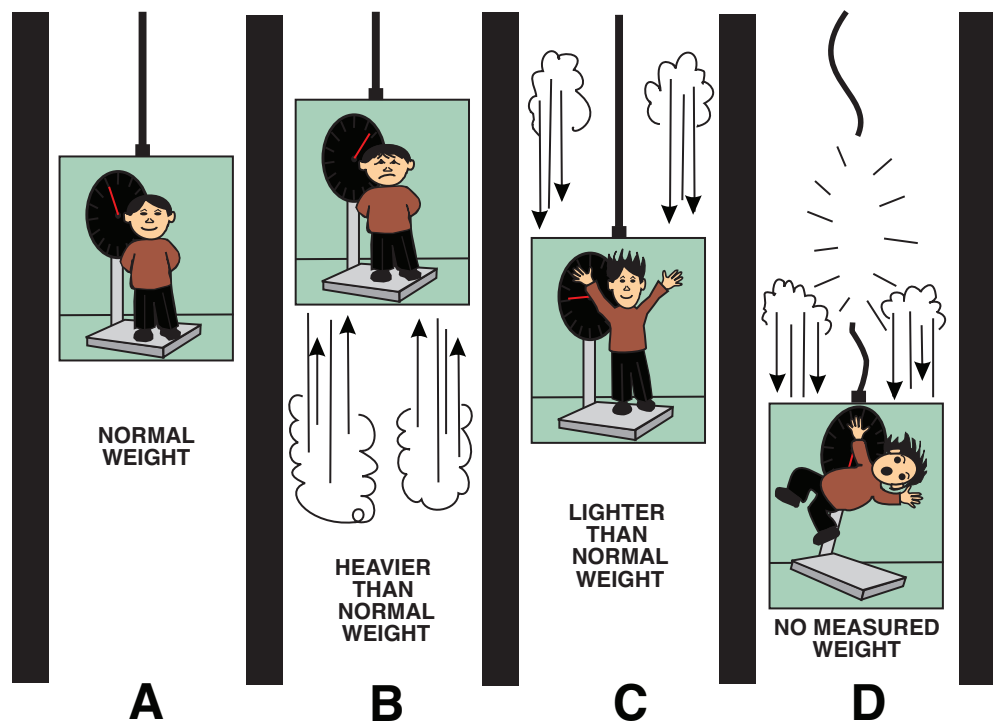 NORMAL
WEIGHT
HEAVIER
THAN
NORMAL
WEIGHT
LIGHTER
THAN
NORMAL
WEIGHT
NO MEASURED
WEIGHT
A
B
C
D